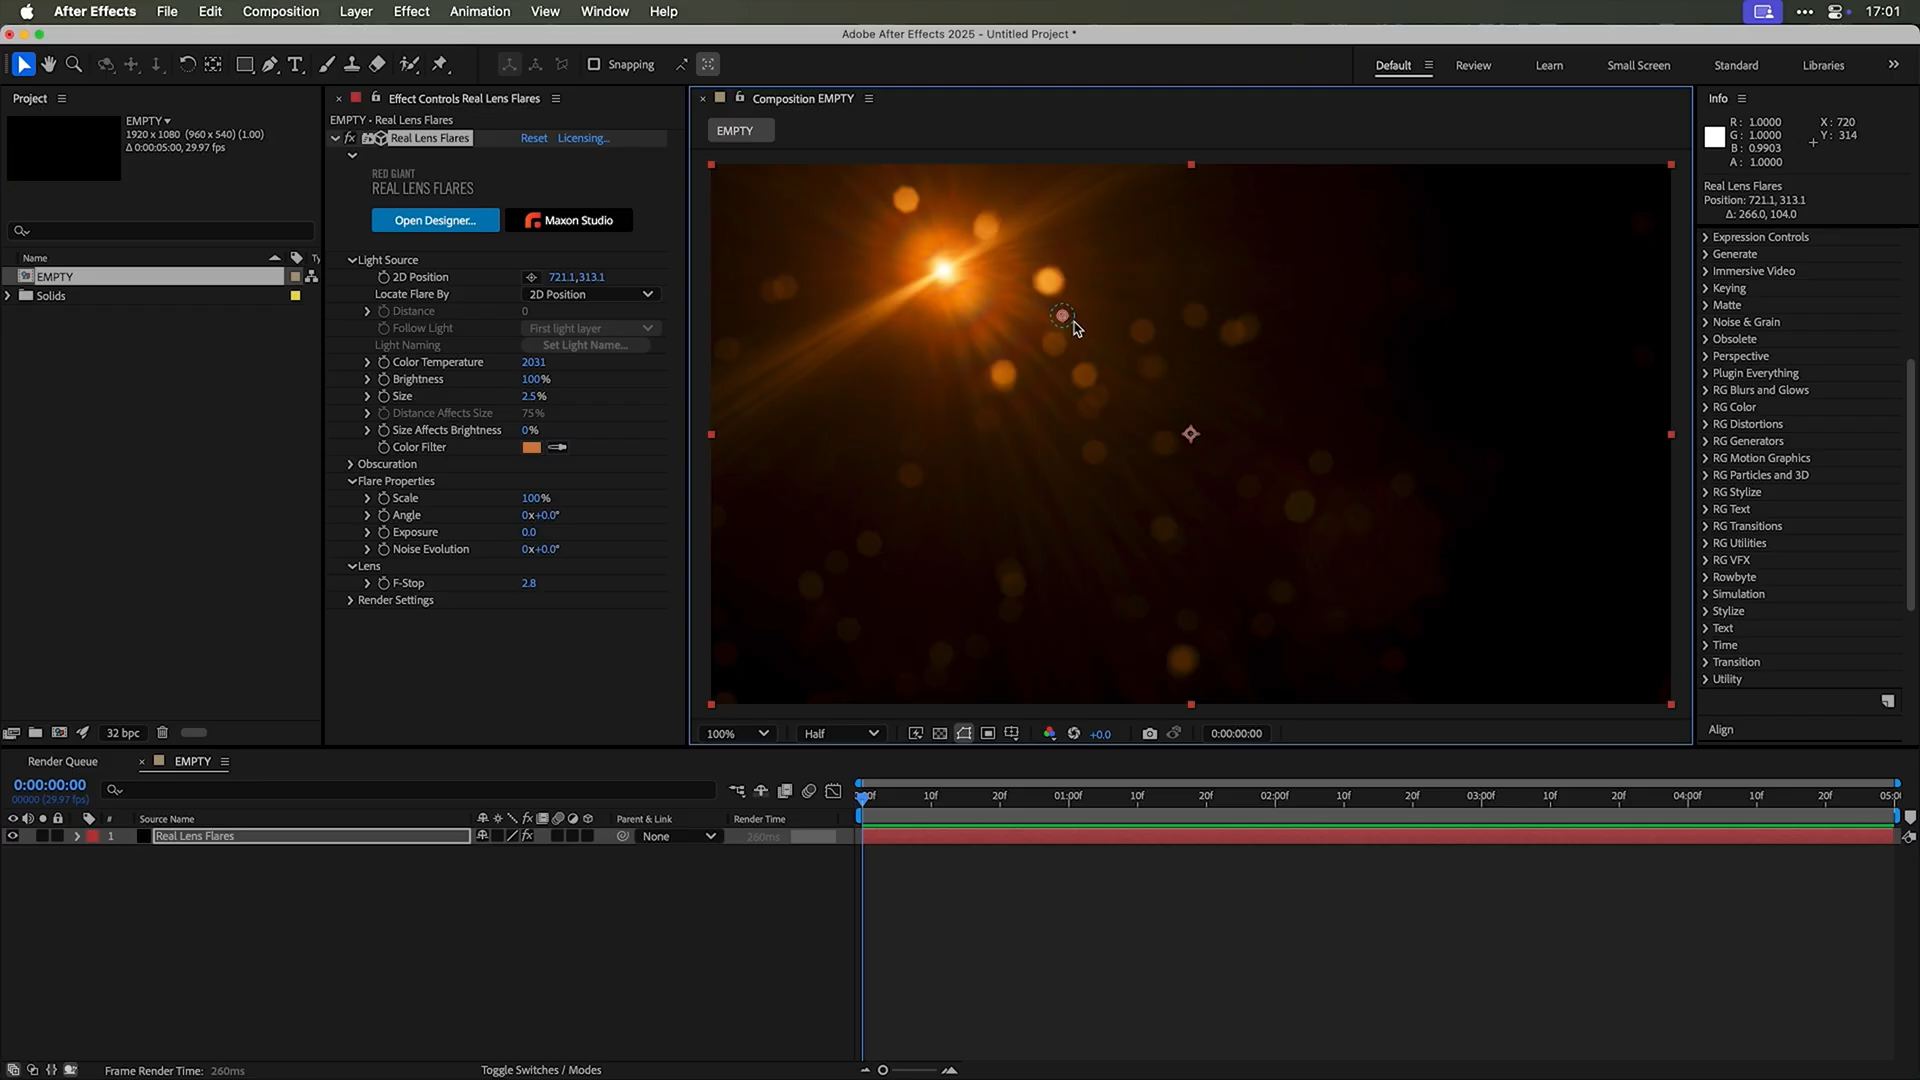 After Effects File Edit Composition Layer Effect Animation View Window Help 17:01
Adobe After Effects 2025 - Untitled Project *
Snapping Default Review Learn Small Screen Standard Libraries
Project
EMPTY
1920 x 1080 (960 x 540) (1.00)
Δ 0:00:05:00, 29.97 fps
Name Ty
EMPTY
Solids
32 bpc
Effect Controls Real Lens Flares
EMPTY • Real Lens Flares
fx Real Lens Flares Reset Licensing...
RED GIANT
REAL LENS FLARES
Open Designer... Maxon Studio
Light Source
2D Position 721.1,313.1
Locate Flare By 2D Position
Distance 0
Follow Light First light layer
Light Naming Set Light Name...
Color Temperature 2031
Brightness 100%
Size 2.5%
Distance Affects Size 75%
Size Affects Brightness 0%
Color Filter
Obscuration
Flare Properties
Scale 100%
Angle 0x+0.0°
Exposure 0.0
Noise Evolution 0x+0.0°
Lens
F-Stop 2.8
Render Settings
Composition EMPTY
EMPTY
100% Half +0.0 0:00:00:00
Info
R: 1.0000 X: 720
G: 1.0000 Y: 314
B: 0.9903
A: 1.0000
Real Lens Flares
Position: 721.1, 313.1
Δ: 266.0, 104.0
Expression Controls
Generate
Immersive Video
Keying
Matte
Noise & Grain
Obsolete
Perspective
Plugin Everything
RG Blurs and Glows
RG Color
RG Distortions
RG Generators
RG Motion Graphics
RG Particles and 3D
RG Stylize
RG Text
RG Transitions
RG Utilities
RG VFX
Rowbyte
Simulation
Stylize
Text
Time
Transition
Utility
Align
Render Queue EMPTY
0:00:00:00
00000 (29.97 fps)
10f 20f 01:00f 10f 20f 02:00f 10f 20f 03:00f 10f 20f 04:00f 10f 20f
# Source Name fx Parent & Link Render Time
1 Real Lens Flares fx None 260ms
Frame Render Time: 260ms Toggle Switches / Modes